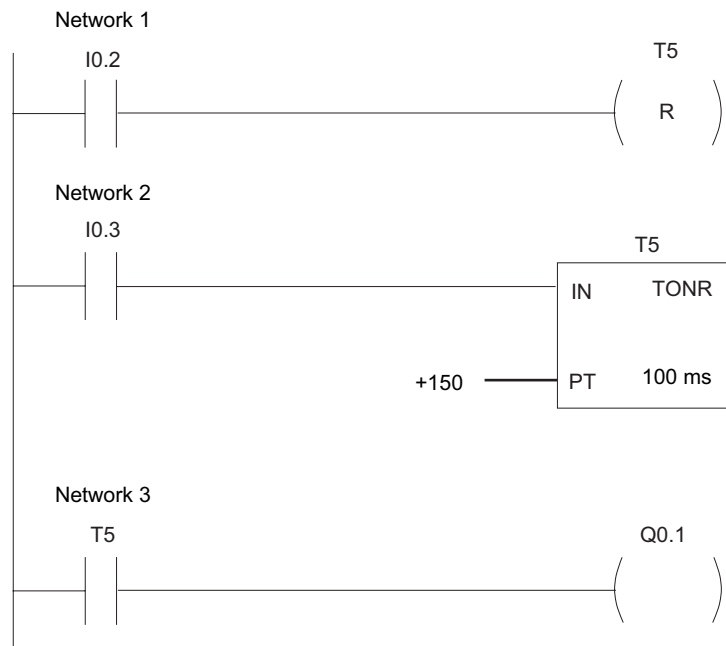 Network 1
I0.2
T5
R
Network 2
I0.3
T5
IN TONR
+150 PT 100 ms
Network 3
T5
Q0.1